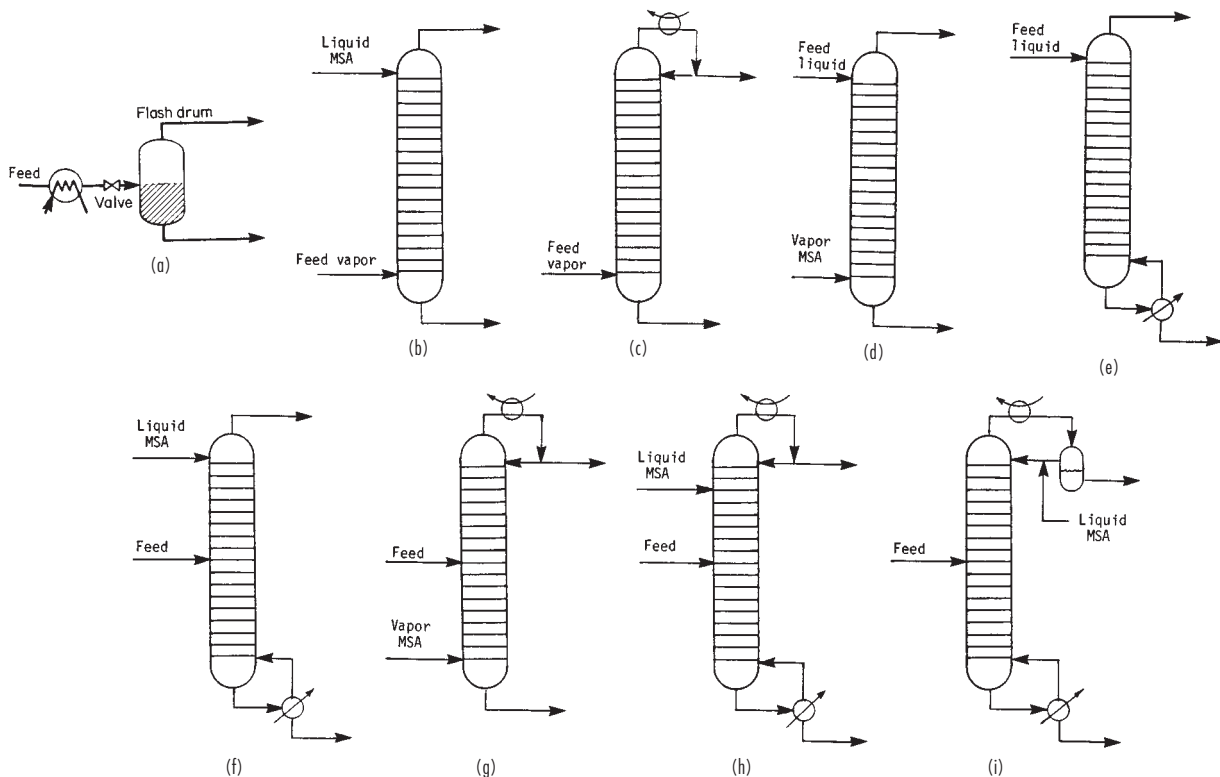 Flash drum
Feed
Valve
(a)
Liquid
MSA
Feed vapor
(b)
Feed
vapor
(c)
Feed
liquid
Vapor
MSA
(d)
Feed
liquid
(e)
Liquid
MSA
Feed
(f)
Feed
Vapor
MSA
(g)
Liquid
MSA
Feed
(h)
Feed
Liquid
MSA
(i)